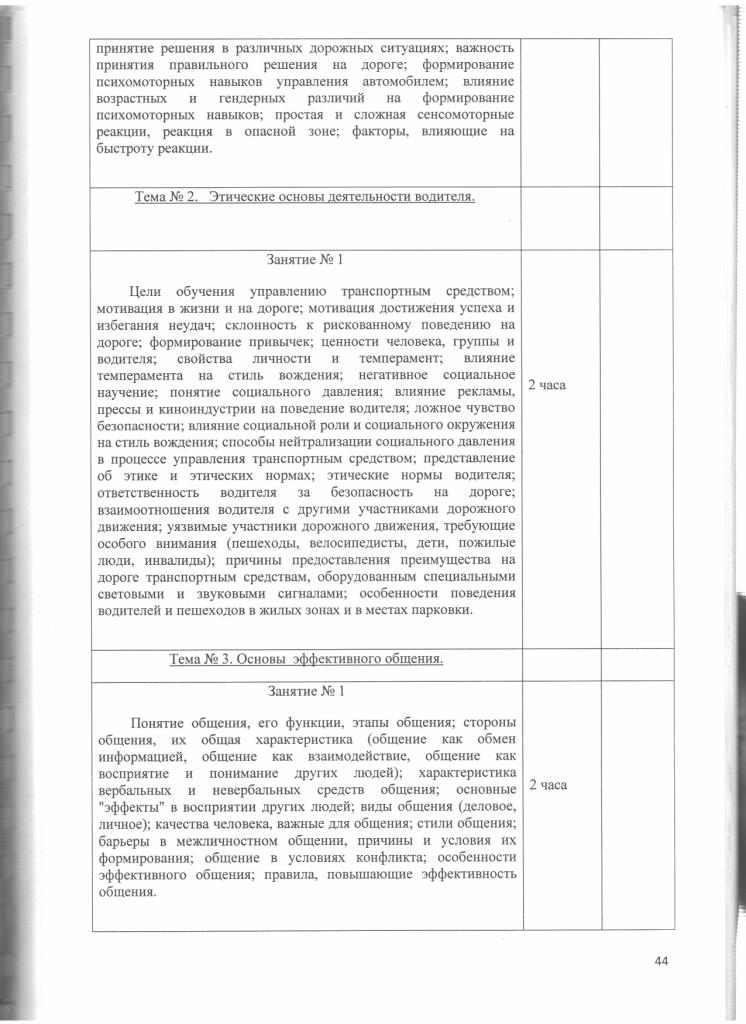 принятие решения в различных дорожных ситуациях; важность
принятия правильного решения на дороге; формирование
психомоторных навыков управления автомобилем; влияние
возрастных и гендерных различий на формирование
психомоторных навыков; простая и сложная сенсомоторные
реакции, реакция в опасной зоне; факторы, влияющие на
быстроту реакции.
Тема № 2. Этические основы деятельности водителя.
Занятие № 1
Цели обучения управлению транспортным средством;
мотивация в жизни и на дороге; мотивация достижения успеха и
избегания неудач; склонность к рискованному поведению на
дороге; формирование привычек; ценности человека, группы и
водителя; свойства личности и темперамент; влияние
темперамента на стиль вождения; негативное социальное
научение; понятие социального давления; влияние рекламы,
прессы и киноиндустрии на поведение водителя; ложное чувство
безопасности; влияние социальной роли и социального окружения
на стиль вождения; способы нейтрализации социального давления
в процессе управления транспортным средством; представление
об этике и этических нормах; этические нормы водителя;
ответственность водителя за безопасность на дороге;
взаимоотношения водителя с другими участниками дорожного
движения; уязвимые участники дорожного движения, требующие
особого внимания (пешеходы, велосипедисты, дети, пожилые
люди, инвалиды); причины предоставления преимущества на
дороге транспортным средствам, оборудованным специальными
световыми и звуковыми сигналами; особенности поведения
водителей и пешеходов в жилых зонах и в местах парковки.
2 часа
Тема № 3. Основы эффективного общения.
Занятие № 1
Понятие общения, его функции, этапы общения; стороны
общения, их общая характеристика (общение как обмен
информацией, общение как взаимодействие, общение как
восприятие и понимание других людей); характеристика
вербальных и невербальных средств общения; основные
"эффекты" в восприятии других людей; виды общения (деловое,
личное); качества человека, важные для общения; стили общения;
барьеры в межличностном общении, причины и условия их
формирования; общение в условиях конфликта; особенности
эффективного общения; правила, повышающие эффективность
общения.
2 часа
44